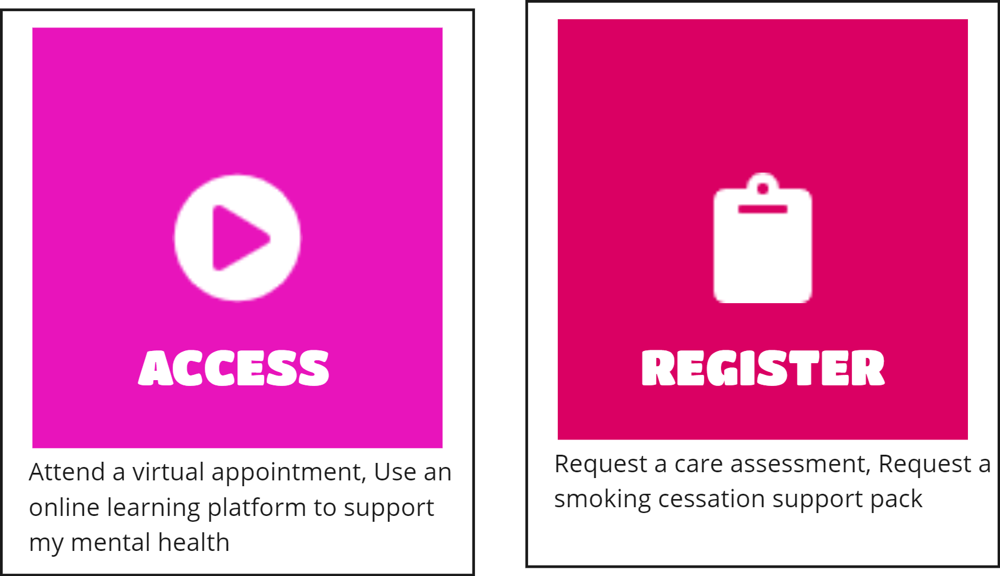 ACCESS
Attend a virtual appointment, Use an
online learning platform to support
my mental health
REGISTER
Request a care assessment, Request a
smoking cessation support pack